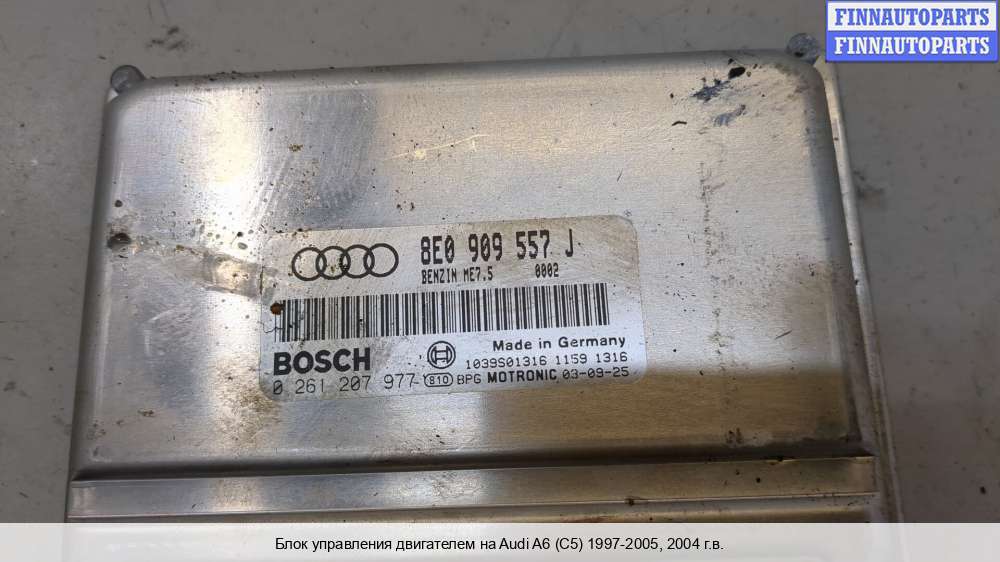 FINNAUTOPARTS
FINNAUTOPARTS
8E0 909 557 J
BENZIN ME7.5 0002
BOSCH
Made in Germany
1039S01316 1159 1316
0 261 207 977 810 BPG MOTRONIC 03-09-25
Блок управления двигателем на Audi A6 (C5) 1997-2005, 2004 г.в.